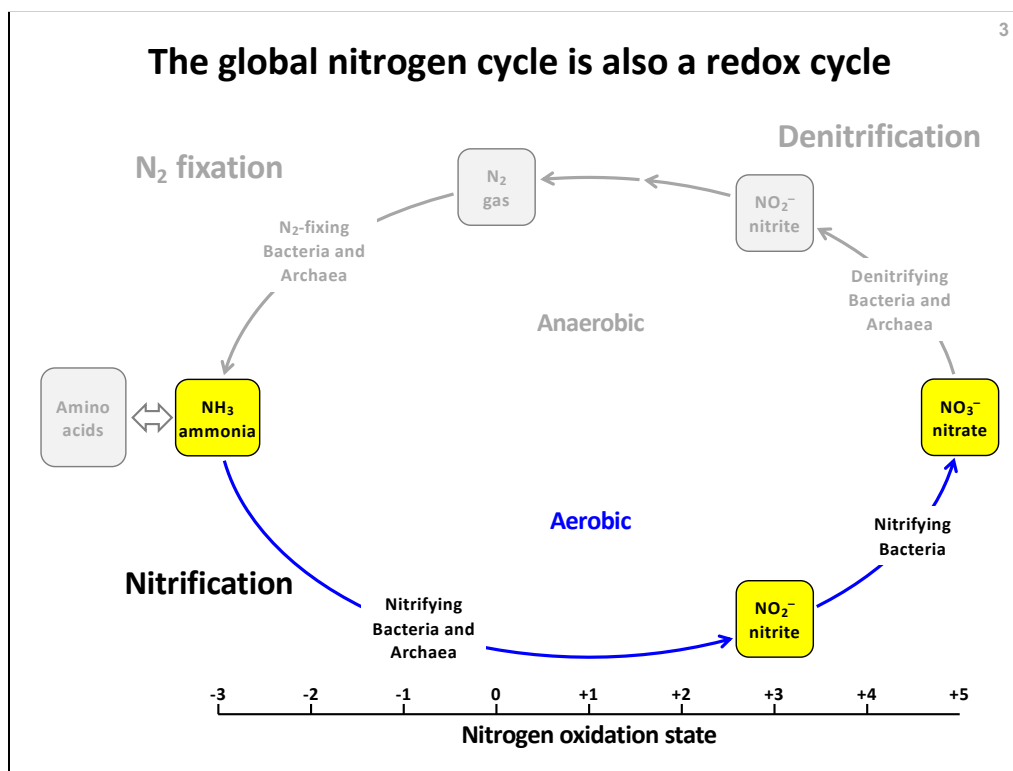 3
The global nitrogen cycle is also a redox cycle
Denitrification
N₂ fixation
N₂
gas
NO₂⁻
nitrite
N₂-fixing
Bacteria and
Archaea
Denitrifying
Bacteria and
Archaea
Anaerobic
Amino
acids
NH₃
ammonia
NO₃⁻
nitrate
Aerobic
Nitrifying
Bacteria
Nitrification
Nitrifying
Bacteria and
Archaea
NO₂⁻
nitrite
-3 -2 -1 0 +1 +2 +3 +4 +5
Nitrogen oxidation state